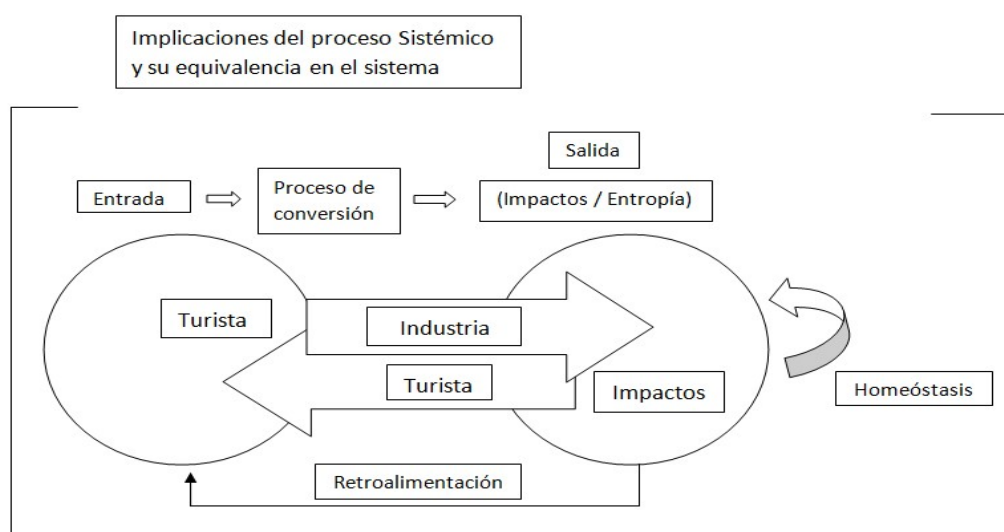 Implicaciones del proceso Sistémico
y su equivalencia en el sistema
Salida
Entrada
Proceso de
conversión
(Impactos / Entropía)
Turista
Industria
Turista
Impactos
Homeóstasis
Retroalimentación